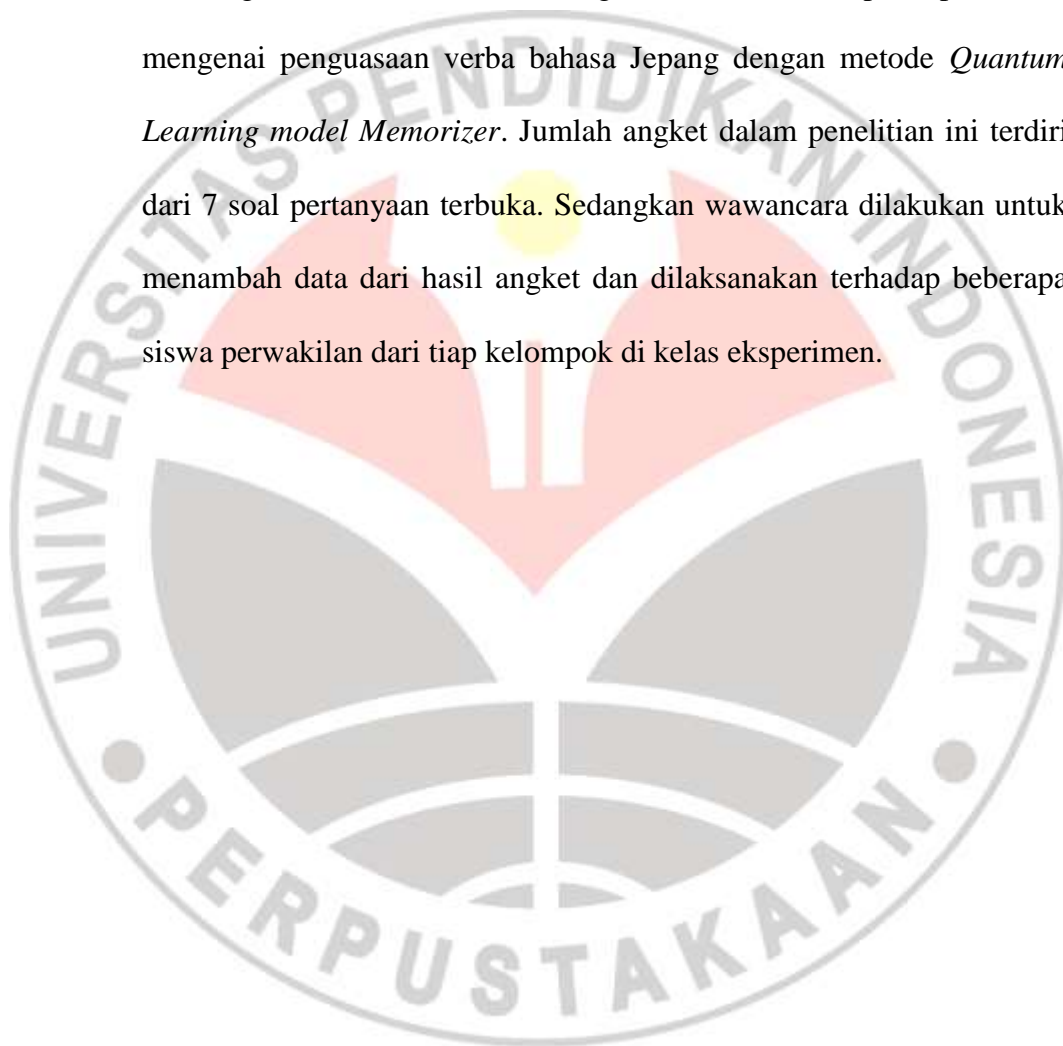 mengenai penguasaan verba bahasa Jepang dengan metode Quantum
Learning model Memorizer. Jumlah angket dalam penelitian ini terdiri
dari 7 soal pertanyaan terbuka. Sedangkan wawancara dilakukan untuk
menambah data dari hasil angket dan dilaksanakan terhadap beberapa
siswa perwakilan dari tiap kelompok di kelas eksperimen.
UNIVERSITAS PENDIDIKAN INDONESIA
PERPUSTAKAAN